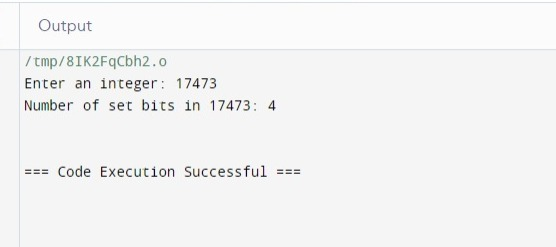 Output
/tmp/8IK2FqCbh2.o
Enter an integer: 17473
Number of set bits in 17473: 4
=== Code Execution Successful ===